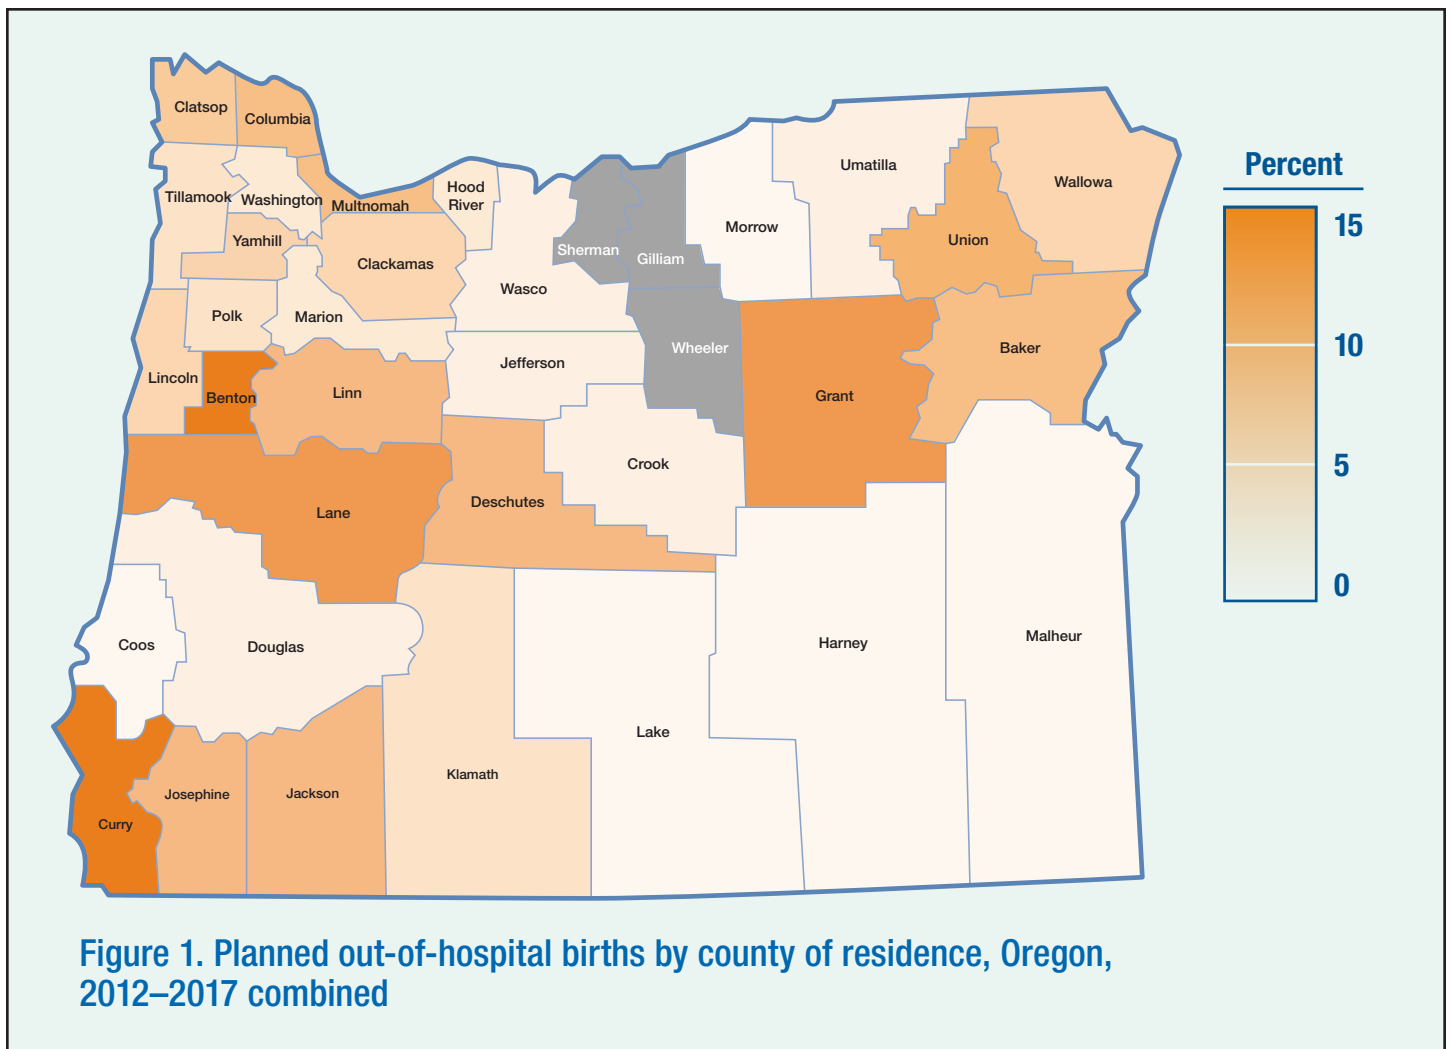 Clatsop
Columbia
Tillamook
Washington
Multnomah
Hood
River
Umatilla
Wallowa
Yamhill
Clackamas
Sherman
Gilliam
Morrow
Union
Wasco
Polk
Marion
Jefferson
Wheeler
Baker
Lincoln
Benton
Linn
Grant
Crook
Lane
Deschutes
Coos
Douglas
Harney
Malheur
Lake
Klamath
Josephine
Jackson
Curry
Percent
15
10
5
0
Figure 1. Planned out-of-hospital births by county of residence, Oregon,
2012–2017 combined